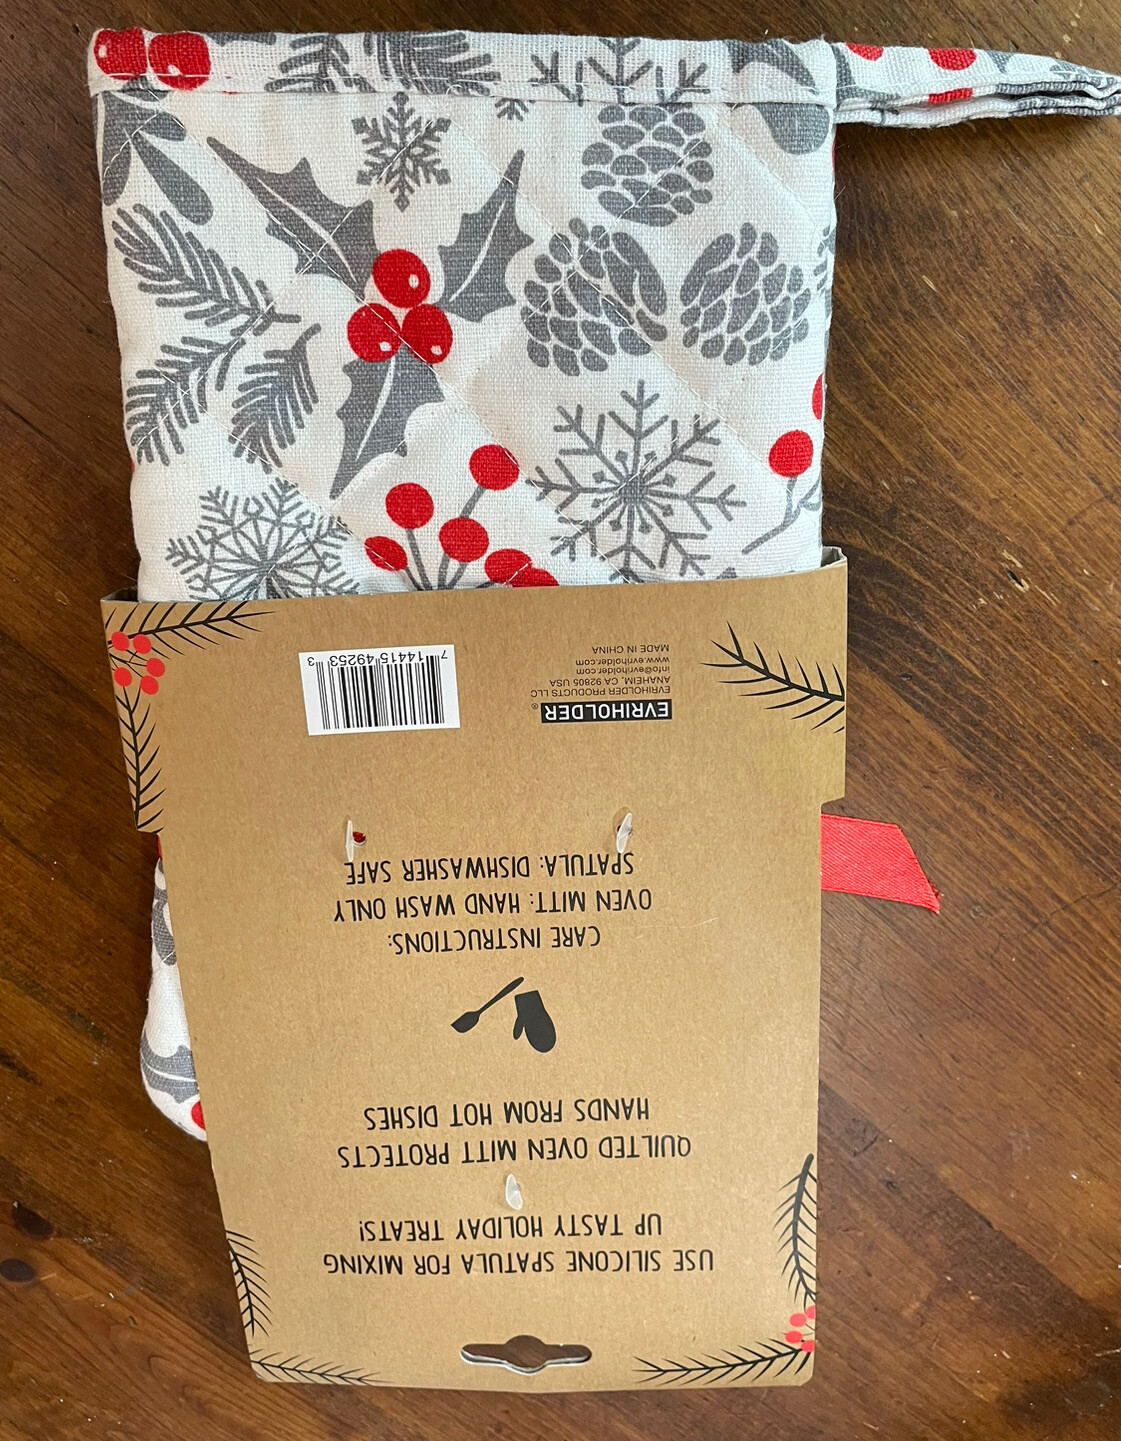 USE SILICONE SPATULA FOR MIXING
UP TASTY HOLIDAY TREATS!
QUILTED OVEN MITT PROTECTS
HANDS FROM HOT DISHES
CARE INSTRUCTIONS:
OVEN MITT: HAND WASH ONLY
SPATULA: DISHWASHER SAFE
EVRIHOLDER®
EVRIHOLDER PRODUCTS LLC
ANAHEIM, CA 92805 USA
info@evriholder.com
www.evriholder.com
MADE IN CHINA
7 14415 49253 3